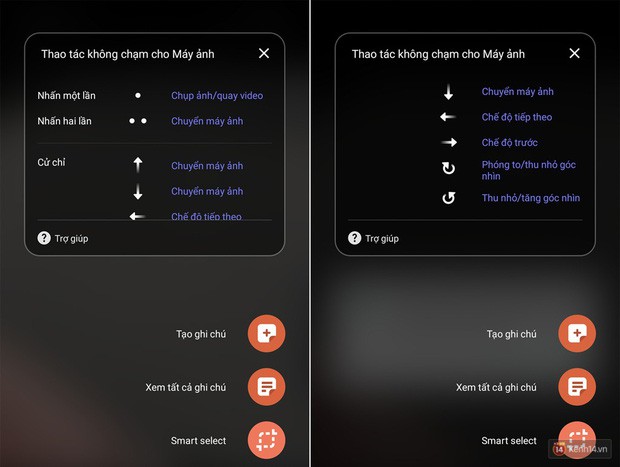 Thao tác không chạm cho Máy ảnh
Nhấn một lần
Chụp ảnh/quay video
Nhấn hai lần
Chuyển máy ảnh
Cử chỉ
Chuyển máy ảnh
Chuyển máy ảnh
Chế độ tiếp theo
Trợ giúp
Tạo ghi chú
Xem tất cả ghi chú
Smart select
Thao tác không chạm cho Máy ảnh
Chuyển máy ảnh
Chế độ tiếp theo
Chế độ trước
Phóng to/thu nhỏ góc
nhìn
Thu nhỏ/tăng góc nhìn
Trợ giúp
Tạo ghi chú
Xem tất cả ghi chú
Smart select
14 Kenh14.vn